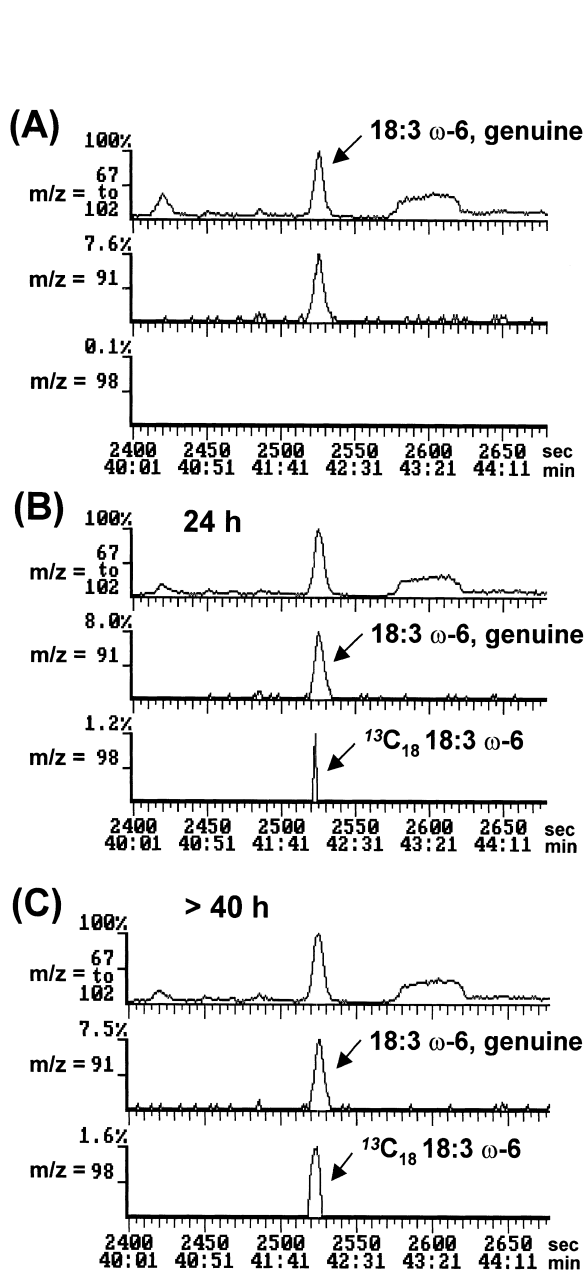 (A)
18:3 ω-6, genuine
100%
m/z = 67 to 102
7.6%
m/z = 91
0.1%
m/z = 98
2400 2450 2500 2550 2600 2650 sec
40:01 40:51 41:41 42:31 43:21 44:11 min
(B)
24 h
100%
m/z = 67 to 102
8.0%
18:3 ω-6, genuine
m/z = 91
1.2%
13C18 18:3 ω-6
m/z = 98
2400 2450 2500 2550 2600 2650 sec
40:01 40:51 41:41 42:31 43:21 44:11 min
(C)
> 40 h
100%
m/z = 67 to 102
7.5%
18:3 ω-6, genuine
m/z = 91
1.6%
13C18 18:3 ω-6
m/z = 98
2400 2450 2500 2550 2600 2650 sec
40:01 40:51 41:41 42:31 43:21 44:11 min